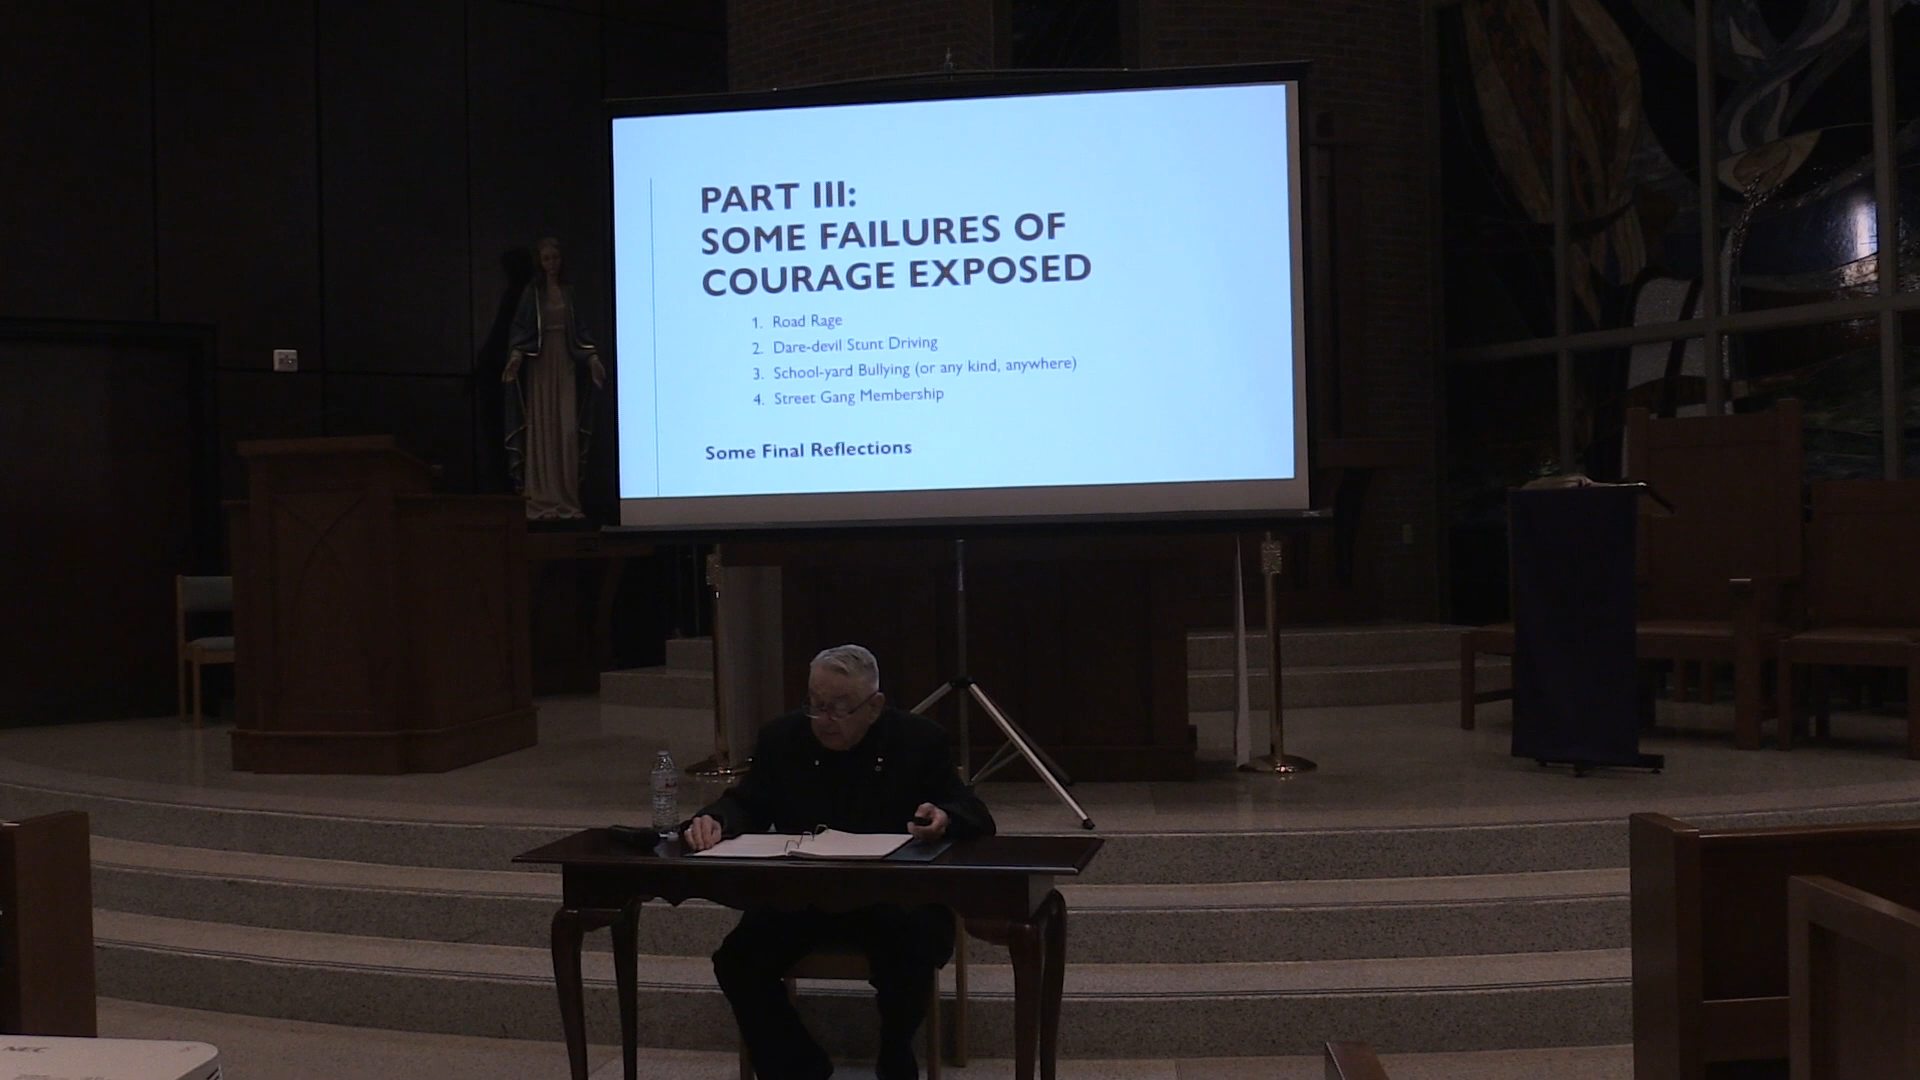 PART III:
SOME FAILURES OF
COURAGE EXPOSED
1. Road Rage
2. Dare-devil Stunt Driving
3. School-yard Bullying (or any kind, anywhere)
4. Street Gang Membership
Some Final Reflections
NEC